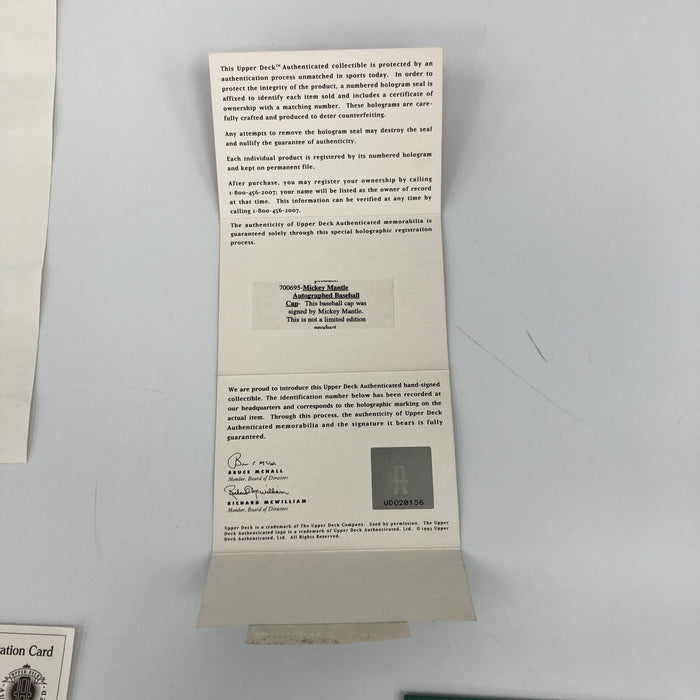 This Upper Deck™ Authenticated collectible is protected by an
authentication process unmatched in sports today. In order to
protect the integrity of the product, a numbered hologram seal is
affixed to identify each item sold and includes a certificate of
ownership with a matching number. These holograms are care-
fully crafted and produced to deter counterfeiting.
Any attempts to remove the hologram seal may destroy the seal
and nullify the guarantee of authenticity.
Each individual product is registered by its numbered hologram
and kept on permanent file.
After purchase, you may register your ownership by calling
1-800-456-2007; your name will be listed as the owner of record
at that time. This information can be verified at any time by
calling 1-800-456-2007.
The authenticity of Upper Deck Authenticated memorabilia is
guaranteed solely through this special holographic registration
process.
product.
700695-Mickey Mantle
Autographed Baseball
Cap- This baseball cap was
signed by Mickey Mantle.
This is not a limited edition
product
We are proud to introduce this Upper Deck Authenticated hand-signed
collectible. The identification number below has been recorded at
our headquarters and corresponds to the holographic marking on the
actual item. Through this process, the authenticity of Upper Deck
Authenticated memorabilia and the signature it bears is fully
guaranteed.
BRUCE MCNALL
Member, Board of Directors
Richard McWilliam
RICHARD MCWILLIAM
Member, Board of Directors
UD020156
Upper Deck is a trademark of The Upper Deck Company. Used by permission. The Upper
Deck Authenticated logo is a trademark of Upper Deck Authenticated, Ltd. © 1993 Upper
Deck Authenticated, Ltd. All Rights Reserved.
ation Card
UPPER DECK